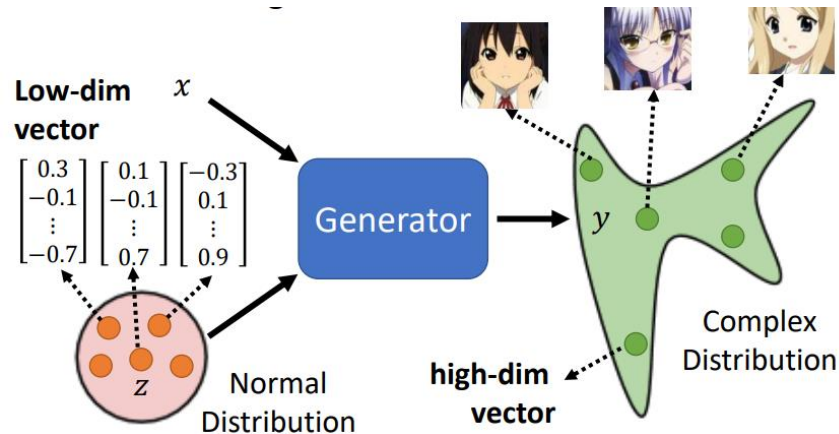 Low-dim
vector
x
[0.3 -0.1 ⋮ -0.7]
[0.1 -0.1 ⋮ 0.7]
[-0.3 0.1 ⋮ 0.9]
Generator
y
z
Normal
Distribution
high-dim
vector
Complex
Distribution